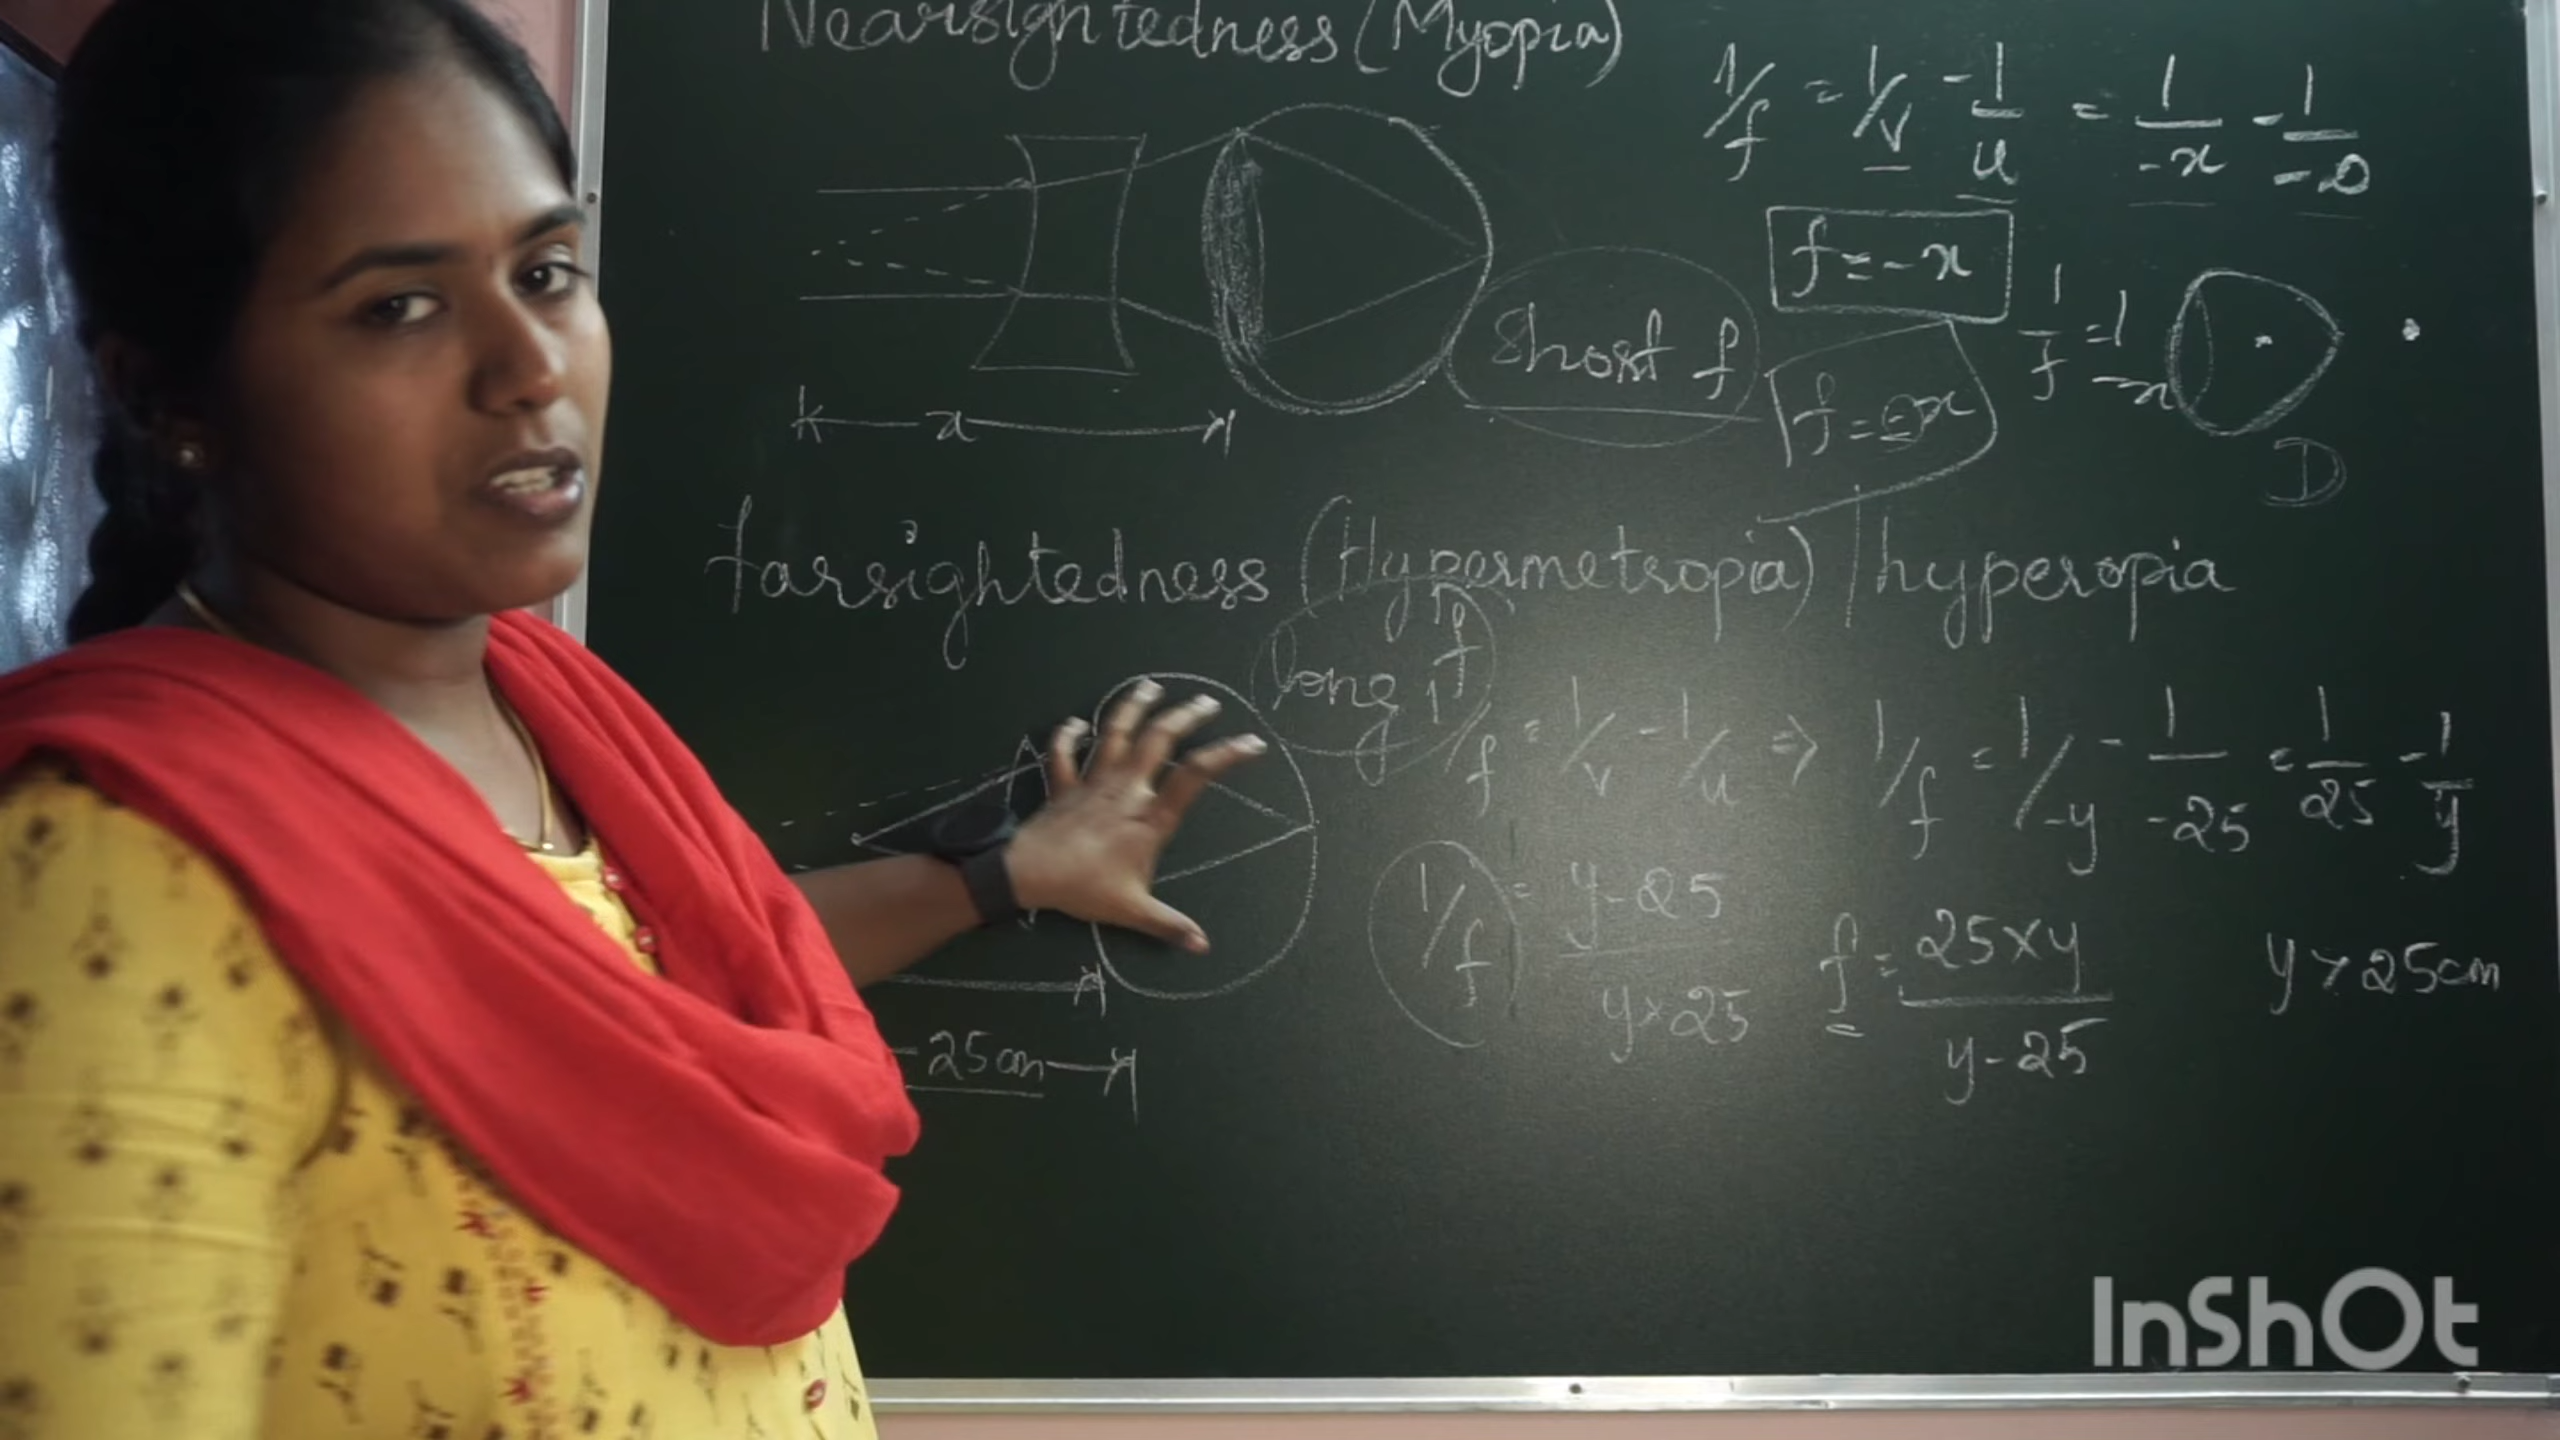 Nearsightedness (Myopia)
1/f = 1/v - 1/u = 1/-x - 1/-∞
f = -x
1/f = 1/-x
Short f
f = -x
x
D
farsightedness (Hypermetropia) | hyperopia
long f
1/f = 1/v - 1/u ⇒ 1/f = 1/-y - 1/-25 = 1/25 - 1/y
1/f = y-25/y×25
f = 25×y/y-25
y > 25cm
25cm
InShOt